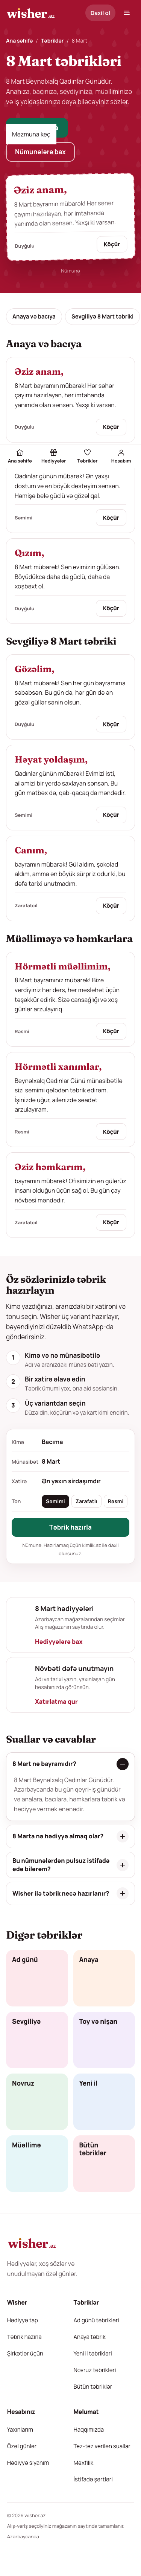 wisher.az
Daxil ol
Ana səhifə / Təbriklər / 8 Mart
8 Mart təbrikləri
8 Mart Beynəlxalq Qadınlar Günüdür.
Ananıza, bacınıza, sevdiyinizə, müəlliminizə
və iş yoldaşlarınıza deyə biləcəyiniz sözlər.
Məzmuna keç
Nümunələrə bax
Əziz anam,
8 Mart bayramın mübarək! Hər səhər
çayımı hazırlayan, hər imtahanda
yanımda olan sənsən. Yaxşı ki varsan.
Duyğulu
Köçür
Nümunə
Anaya və bacıya
Sevgiliyə 8 Mart təbriki
Anaya və bacıya
Əziz anam,
8 Mart bayramın mübarək! Hər səhər
çayımı hazırlayan, hər imtahanda
yanımda olan sənsən. Yaxşı ki varsan.
Duyğulu
Köçür
Ana səhifə
Hədiyyələr
Təbriklər
Hesabım
Qadınlar günün mübarək! Ən yaxşı
dostum və ən böyük dəstəyim sənsən.
Həmişə belə güclü və gözəl qal.
Səmimi
Köçür
Qızım,
8 Mart mübarək! Sən evimizin gülüsən.
Böyüdükcə daha da güclü, daha da
xoşbəxt ol.
Duyğulu
Köçür
Sevgiliyə 8 Mart təbriki
Gözəlim,
8 Mart mübarək! Sən hər gün bayramıma
səbəbsən. Bu gün də, hər gün də ən
gözəl güllər sənin olsun.
Duyğulu
Köçür
Həyat yoldaşım,
Qadınlar günün mübarək! Evimizi isti,
ailəmizi bir yerdə saxlayan sənsən. Bu
gün mətbəx də, qab-qacaq da məndədir.
Səmimi
Köçür
Canım,
bayramın mübarək! Gül aldım, şokolad
aldım, amma ən böyük sürpriz odur ki, bu
dəfə tarixi unutmadım.
Zarafatcıl
Köçür
Müəlliməyə və həmkarlara
Hörmətli müəllimim,
8 Mart bayramınız mübarək! Bizə
verdiyiniz hər dərs, hər məsləhət üçün
təşəkkür edirik. Sizə cansağlığı və xoş
günlər arzulayırıq.
Rəsmi
Köçür
Hörmətli xanımlar,
Beynəlxalq Qadınlar Günü münasibətilə
sizi səmimi qəlbdən təbrik edirəm.
İşinizdə uğur, ailənizdə səadət
arzulayıram.
Rəsmi
Köçür
Əziz həmkarım,
bayramın mübarək! Ofisimizin ən gülərüz
insanı olduğun üçün sağ ol. Bu gün çay
növbəsi məndədir.
Zarafatcıl
Köçür
Öz sözlərinizlə təbrik
hazırlayın
Kimə yazdığınızı, aranızdakı bir xatirəni və
tonu seçin. Wisher üç variant hazırlayır,
bəyəndiyinizi düzəldib WhatsApp-da
göndərirsiniz.
1
Kimə və nə münasibətilə
Adı və aranızdakı münasibəti yazın.
2
Bir xatirə əlavə edin
Təbrik ümumi yox, ona aid səslənsin.
3
Üç variantdan seçin
Düzəldin, köçürün və ya kart kimi endirin.
Kimə
Bacıma
Münasibət
8 Mart
Xatirə
Ən yaxın sirdaşımdır
Ton
Səmimi
Zarafatlı
Rəsmi
Təbrik hazırla
Nümunə. Hazırlamaq üçün kimlik az ilə daxil
olursunuz.
8 Mart hədiyyələri
Azərbaycan mağazalarından seçimlər.
Alış mağazanın saytında olur.
Hədiyyələrə bax
Növbəti dəfə unutmayın
Adı və tarixi yazın, yaxınlaşan gün
hesabınızda görünsün.
Xatırlatma qur
Suallar və cavablar
8 Mart nə bayramıdır?
8 Mart Beynəlxalq Qadınlar Günüdür.
Azərbaycanda bu gün qeyri-iş günüdür
və analara, bacılara, həmkarlara təbrik və
hədiyyə vermək ənənədir.
8 Marta nə hədiyyə almaq olar?
Bu nümunələrdən pulsuz istifadə
edə bilərəm?
Wisher ilə təbrik necə hazırlanır?
Digər təbriklər
Ad günü
Anaya
Sevgiliyə
Toy və nişan
Novruz
Yeni il
Müəllimə
Bütün
təbriklər
wisher.az
Hədiyyələr, xoş sözlər və
unudulmayan özəl günlər.
Wisher
Təbriklər
Hədiyyə tap
Ad günü təbrikləri
Təbrik hazırla
Anaya təbrik
Şirkətlər üçün
Yeni il təbrikləri
Novruz təbrikləri
Bütün təbriklər
Hesabınız
Məlumat
Yaxınlarım
Haqqımızda
Özəl günlər
Tez-tez verilən suallar
Hədiyyə siyahım
Məxfilik
İstifadə şərtləri
© 2026 wisher.az
Alış-veriş seçdiyiniz mağazanın saytında tamamlanır.
Azərbaycanca